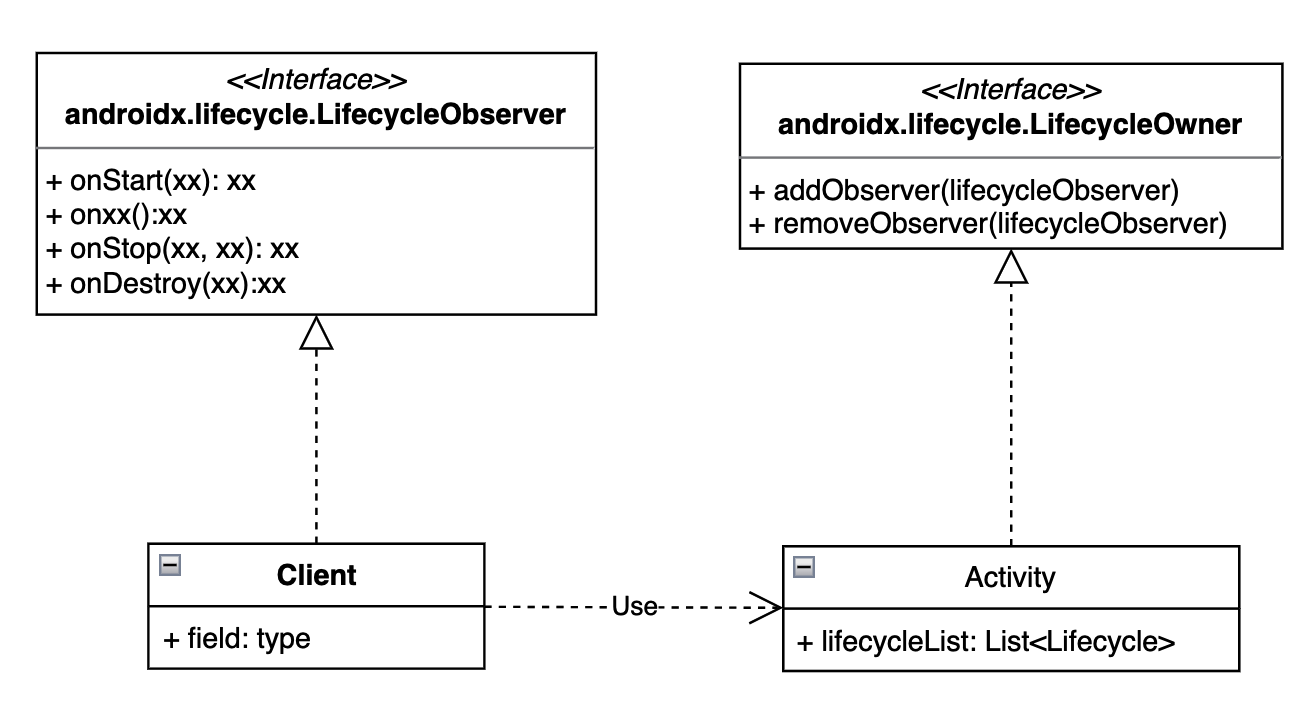 <<Interface>>
androidx.lifecycle.LifecycleObserver
+ onStart(xx): xx
+ onxx():xx
+ onStop(xx, xx): xx
+ onDestroy(xx):xx
<<Interface>>
androidx.lifecycle.LifecycleOwner
+ addObserver(lifecycleObserver)
+ removeObserver(lifecycleObserver)
Client
+ field: type
Use
Activity
+ lifecycleList: List<Lifecycle>